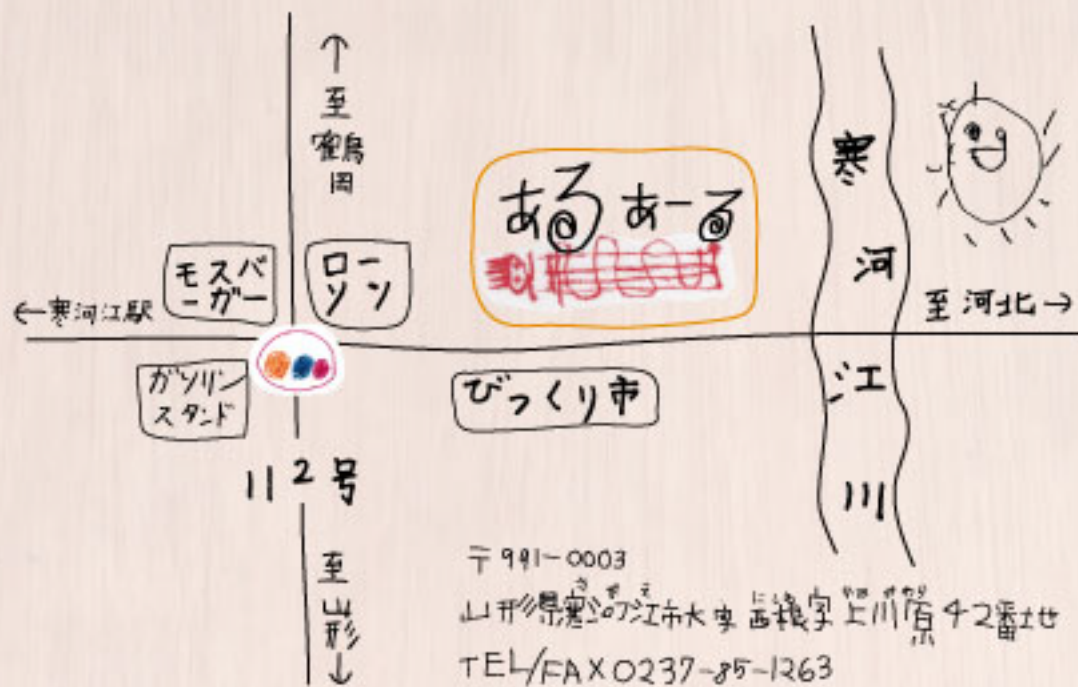 ↑
至鶴岡
モスバ
ーガー
ロー
ソン
←寒河江駅
ある あーる
寒河江川
至河北→
ガソリン
スタンド
びっくり市
112号
至山形
↓
〒991-0003
山形県寒河江市大字西根字上川原42番地
TEL/FAX 0237-85-1263